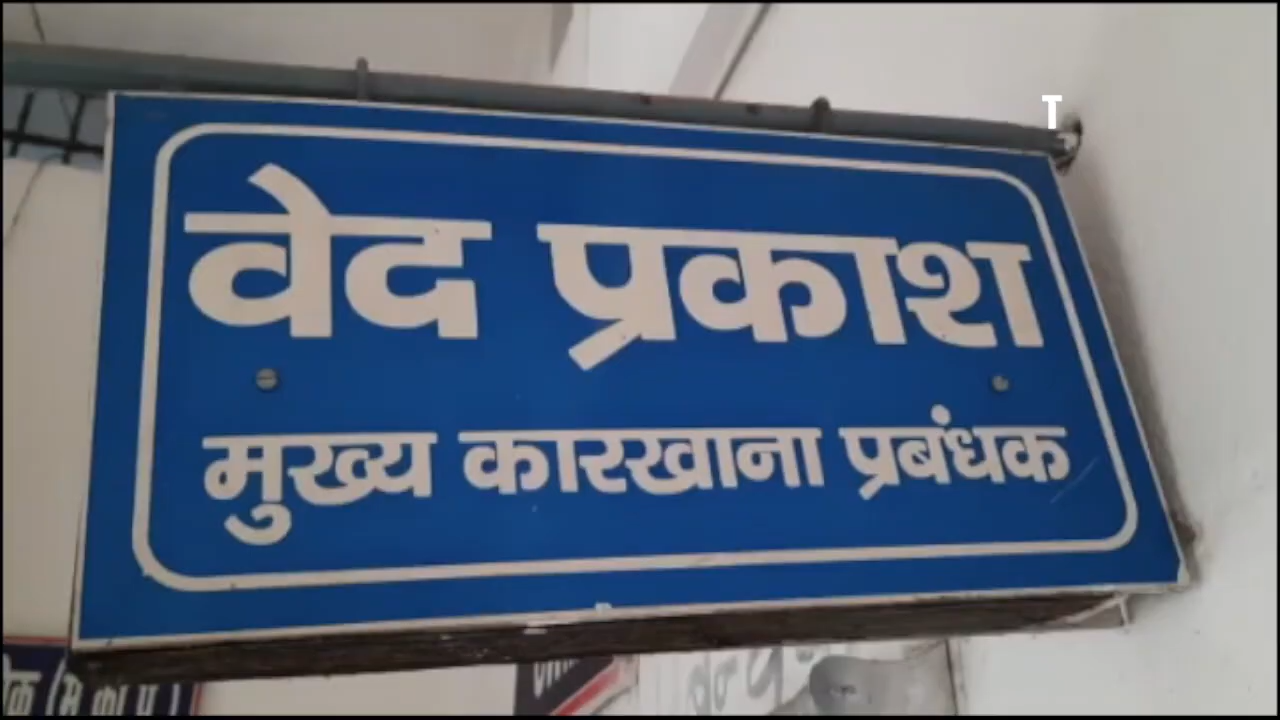 T
वेद प्रकाश
मुख्य कारखाना प्रबंधक